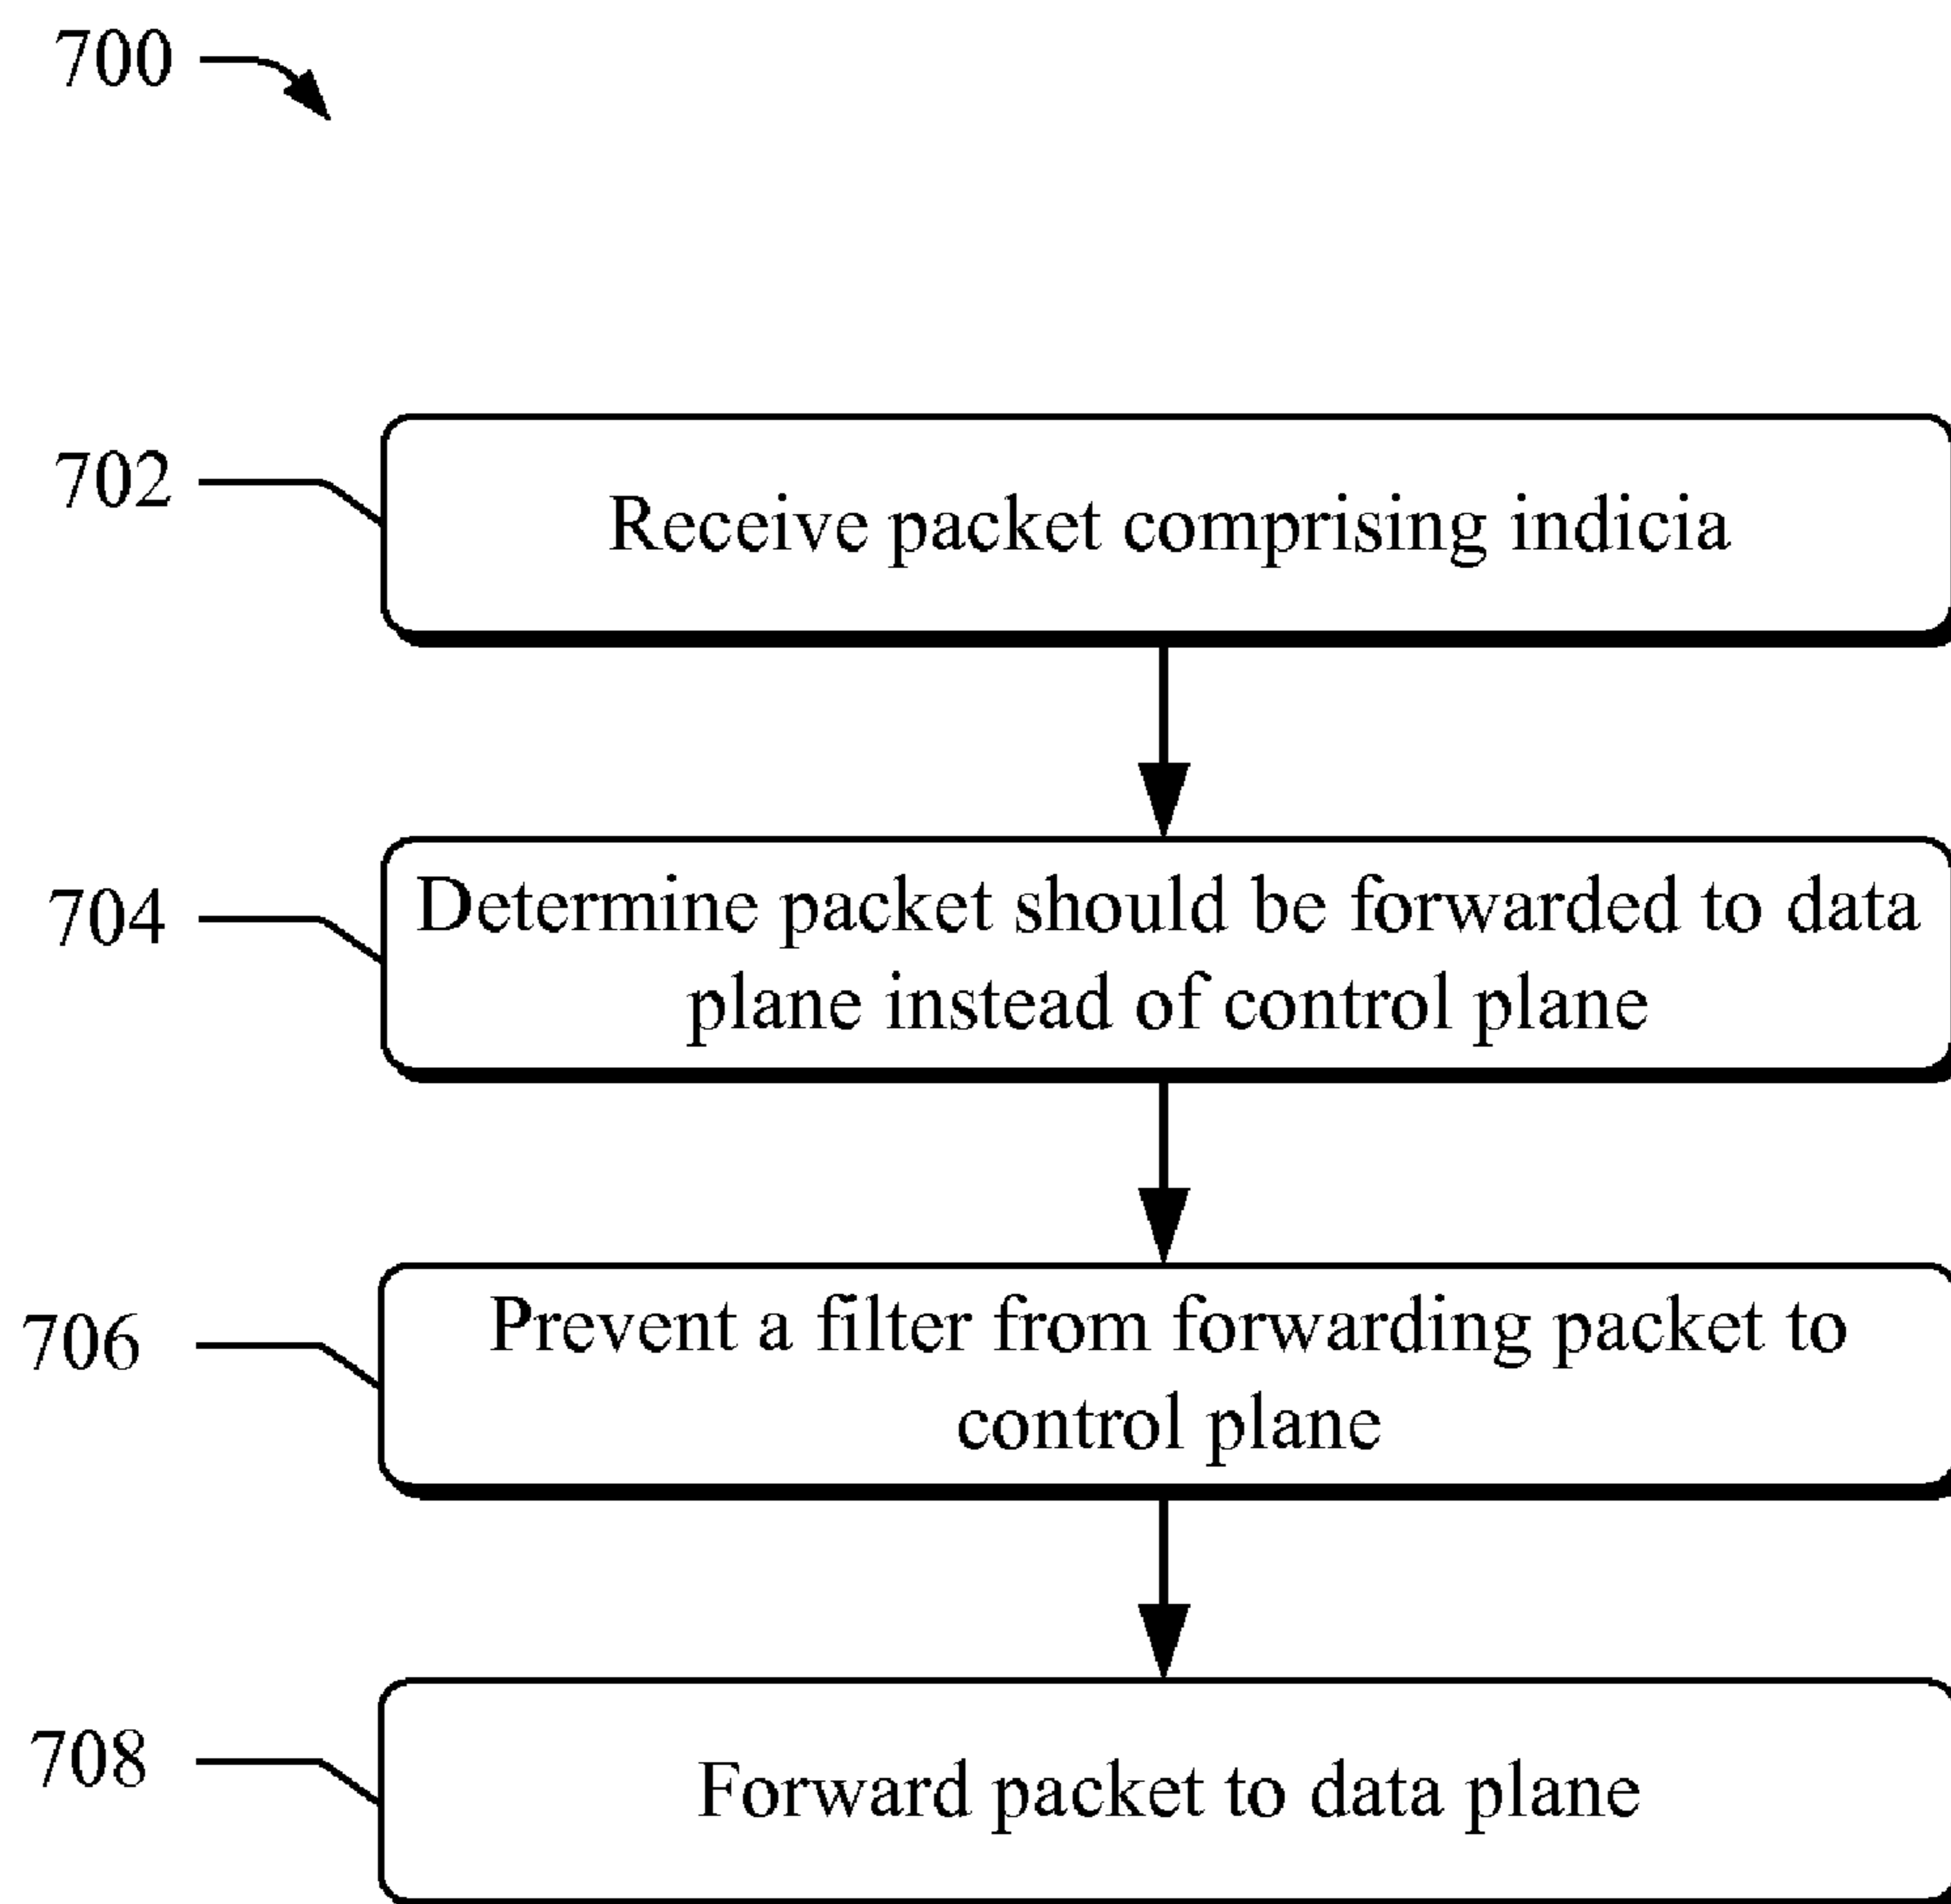 700
702
Receive packet comprising indicia
704
Determine packet should be forwarded to data
plane instead of control plane
706
Prevent a filter from forwarding packet to
control plane
708
Forward packet to data plane